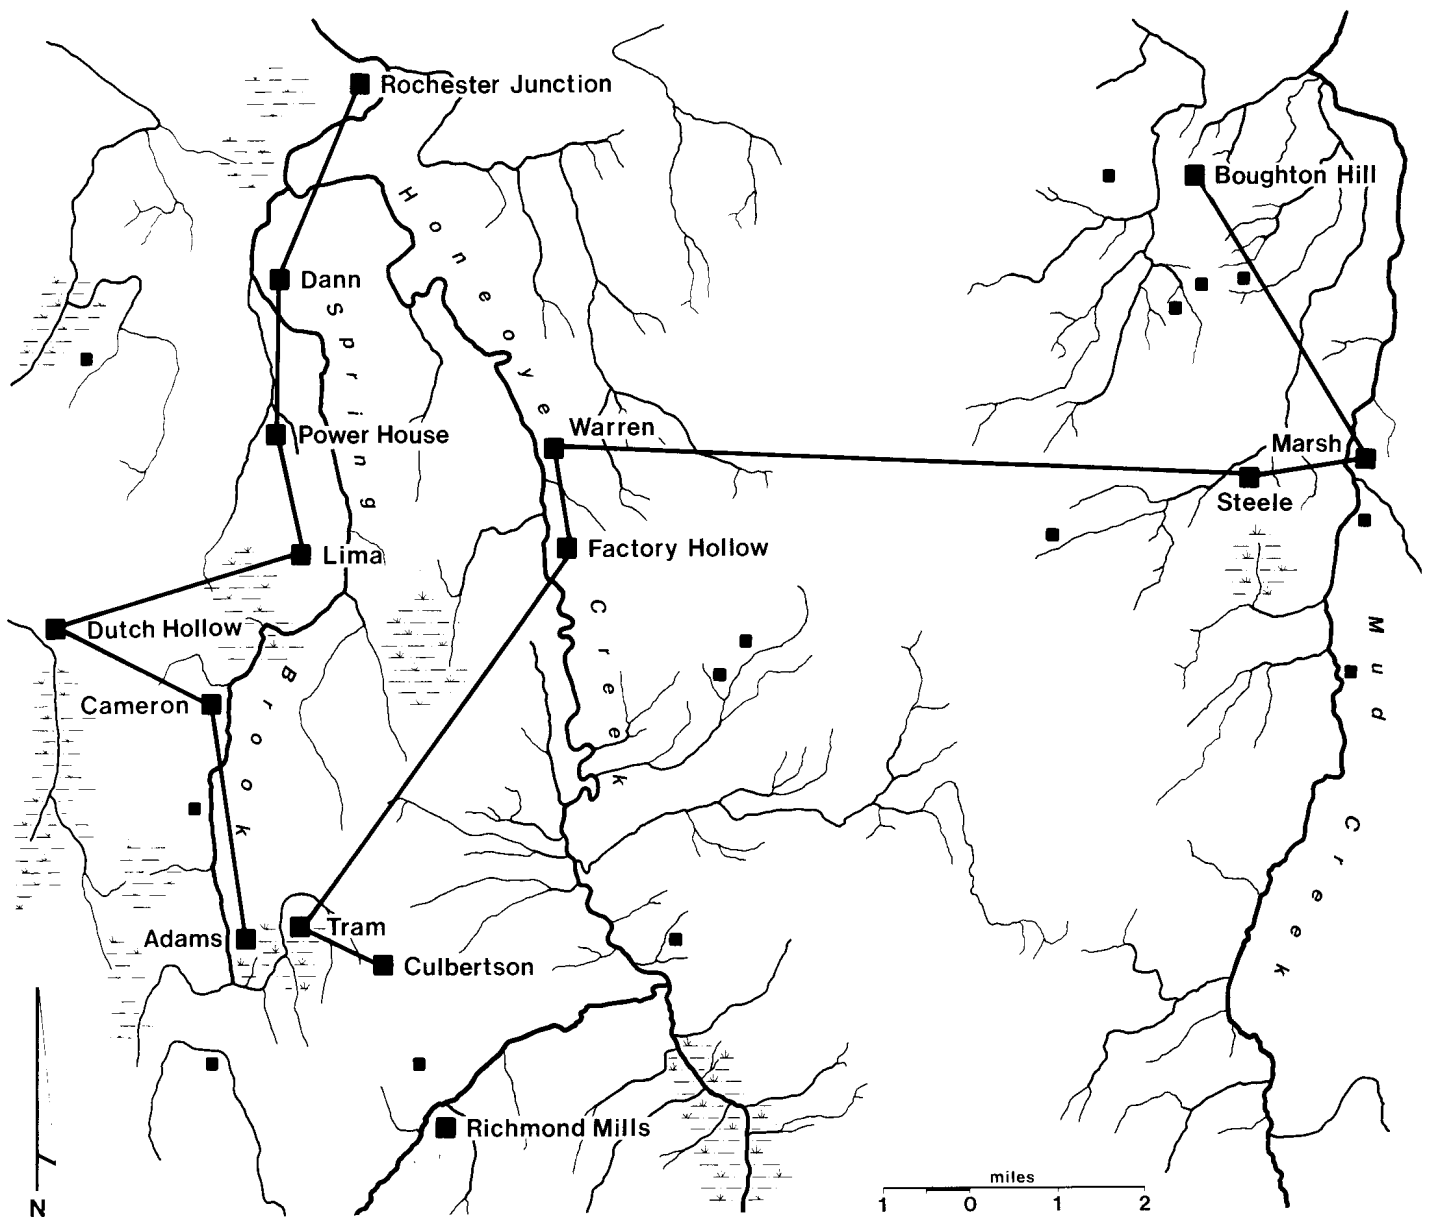 Rochester Junction
Boughton Hill
Honeoye
Dann
Spring
Warren
Power House
Marsh
Steele
Factory Hollow
Lima
Creek
Mud
Dutch Hollow
Brook
Cameron
Creek
Tram
Adams
Culbertson
Richmond Mills
miles
1 0 1 2
N